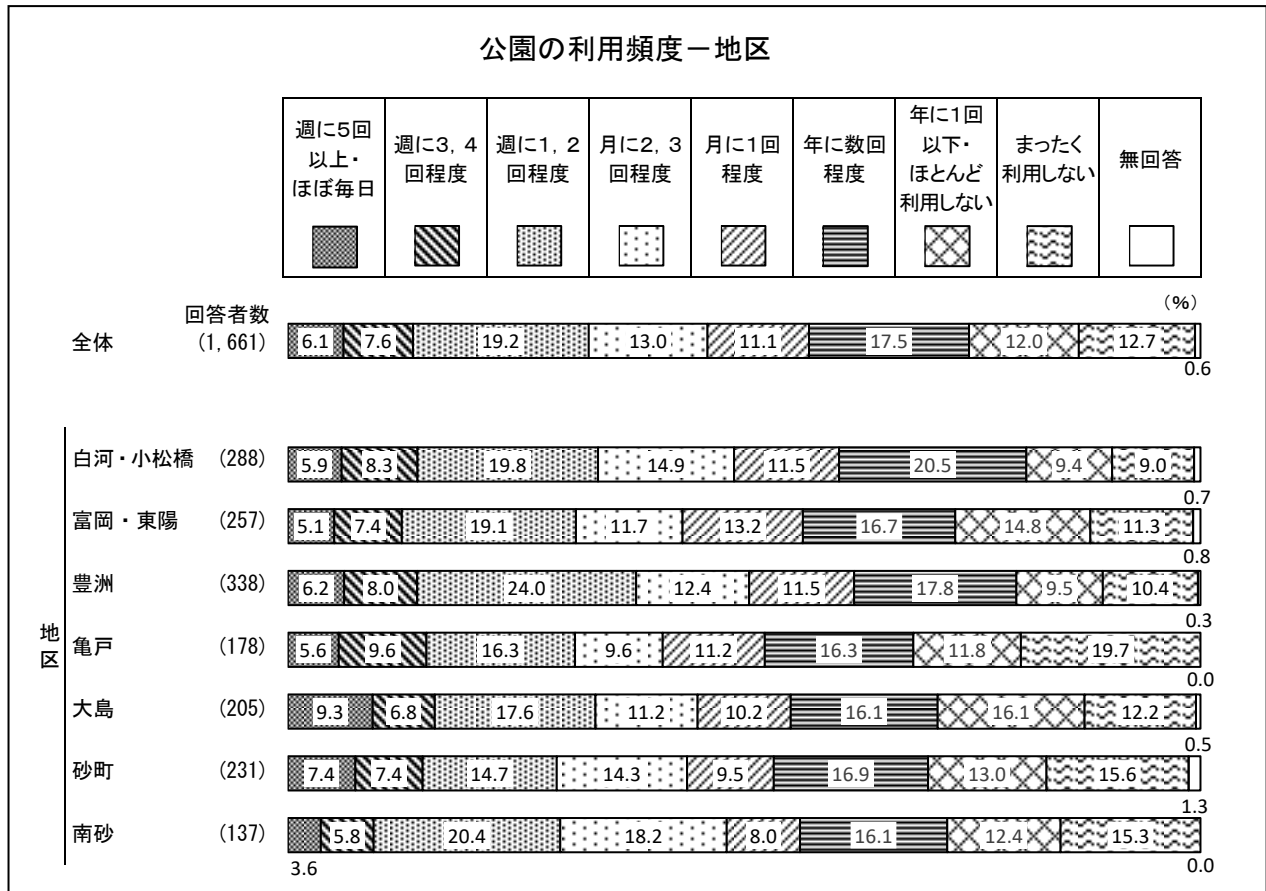 公園の利用頻度－地区
週に5回
以上・
ほぼ毎日
週に3, 4
回程度
週に1, 2
回程度
月に2, 3
回程度
月に1回
程度
年に数回
程度
年に1回
以下・
ほとんど
利用しない
まったく
利用しない
無回答
(%)
回答者数
全体 (1, 661) 6.1 7.6 19.2 13.0 11.1 17.5 12.0 12.7
0.6
地区
白河・小松橋 (288) 5.9 8.3 19.8 14.9 11.5 20.5 9.4 9.0
0.7
富岡・東陽 (257) 5.1 7.4 19.1 11.7 13.2 16.7 14.8 11.3
0.8
豊洲 (338) 6.2 8.0 24.0 12.4 11.5 17.8 9.5 10.4
0.3
亀戸 (178) 5.6 9.6 16.3 9.6 11.2 16.3 11.8 19.7
0.0
大島 (205) 9.3 6.8 17.6 11.2 10.2 16.1 16.1 12.2
0.5
砂町 (231) 7.4 7.4 14.7 14.3 9.5 16.9 13.0 15.6
1.3
南砂 (137) 5.8 20.4 18.2 8.0 16.1 12.4 15.3
3.6 0.0